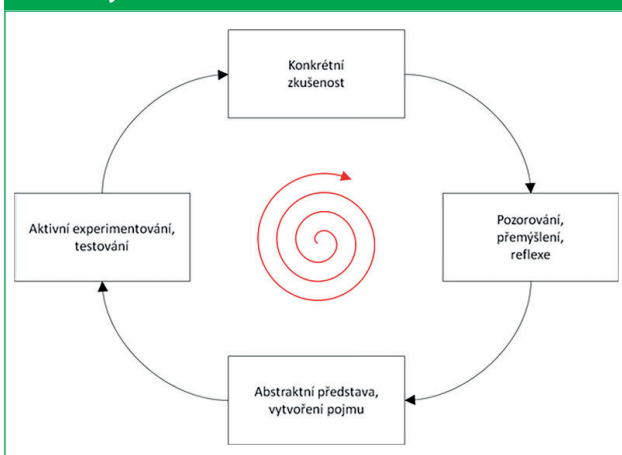 Konkrétní
zkušenost
Aktivní experimentování,
testování
Pozorování,
přemýšlení,
reflexe
Abstraktní představa,
vytvoření pojmu